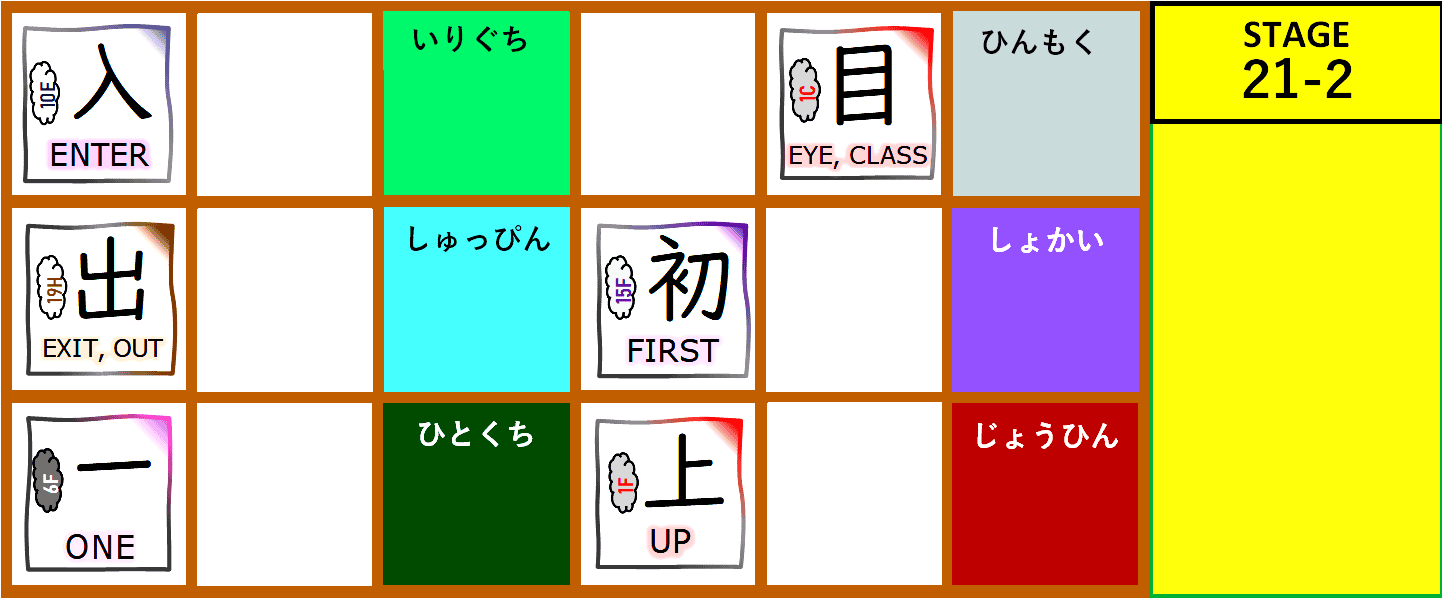 10E
入
ENTER
いりぐち
1C
目
EYE, CLASS
ひんもく
STAGE
21-2
19H
出
EXIT, OUT
しゅっぴん
15F
初
FIRST
しょかい
6F
一
ONE
ひとくち
1F
上
UP
じょうひん